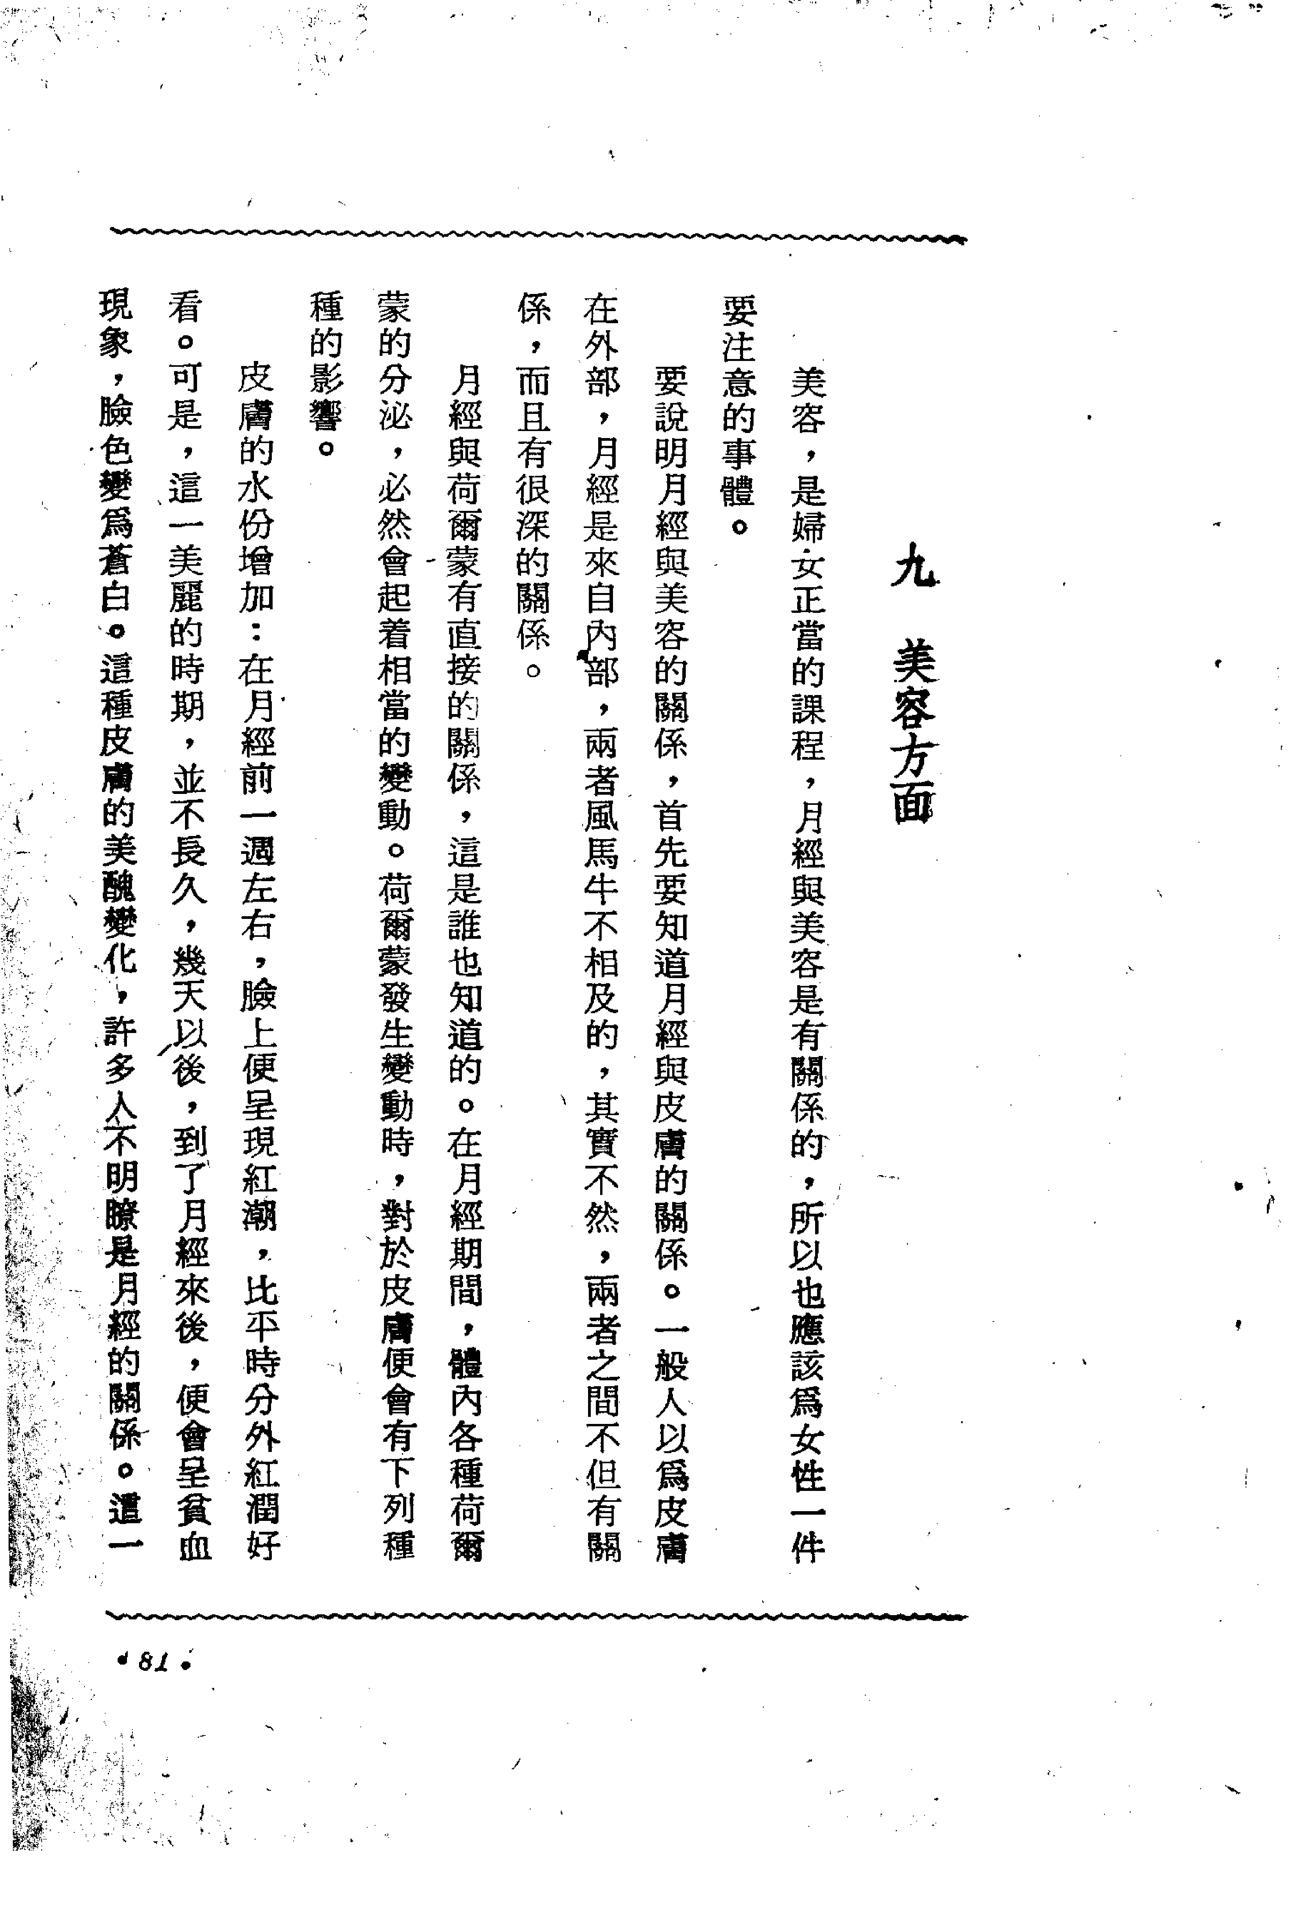 九　美容方面
美容，是婦女正當的課程，月經與美容是有關係的，所以也應該爲女性一件
要注意的事體。
要說明月經與美容的關係，首先要知道月經與皮膚的關係。一般人以爲皮膚
在外部，月經是來自內部，兩者風馬牛不相及的，其實不然，兩者之間不但有關
係，而且有很深的關係。
月經與荷爾蒙有直接的關係，這是誰也知道的。在月經期間，體內各種荷爾
蒙的分泌，必然會起着相當的變動。荷爾蒙發生變動時，對於皮膚便會有下列種
種的影響。
皮膚的水份增加：在月經前一週左右，臉上便呈現紅潮，比平時分外紅潤好
看。可是，這一美麗的時期，並不長久，幾天以後，到了月經來後，便會呈貧血
現象，臉色變爲蒼白。這種皮膚的美醜變化，許多人不明瞭是月經的關係。這一
•81•